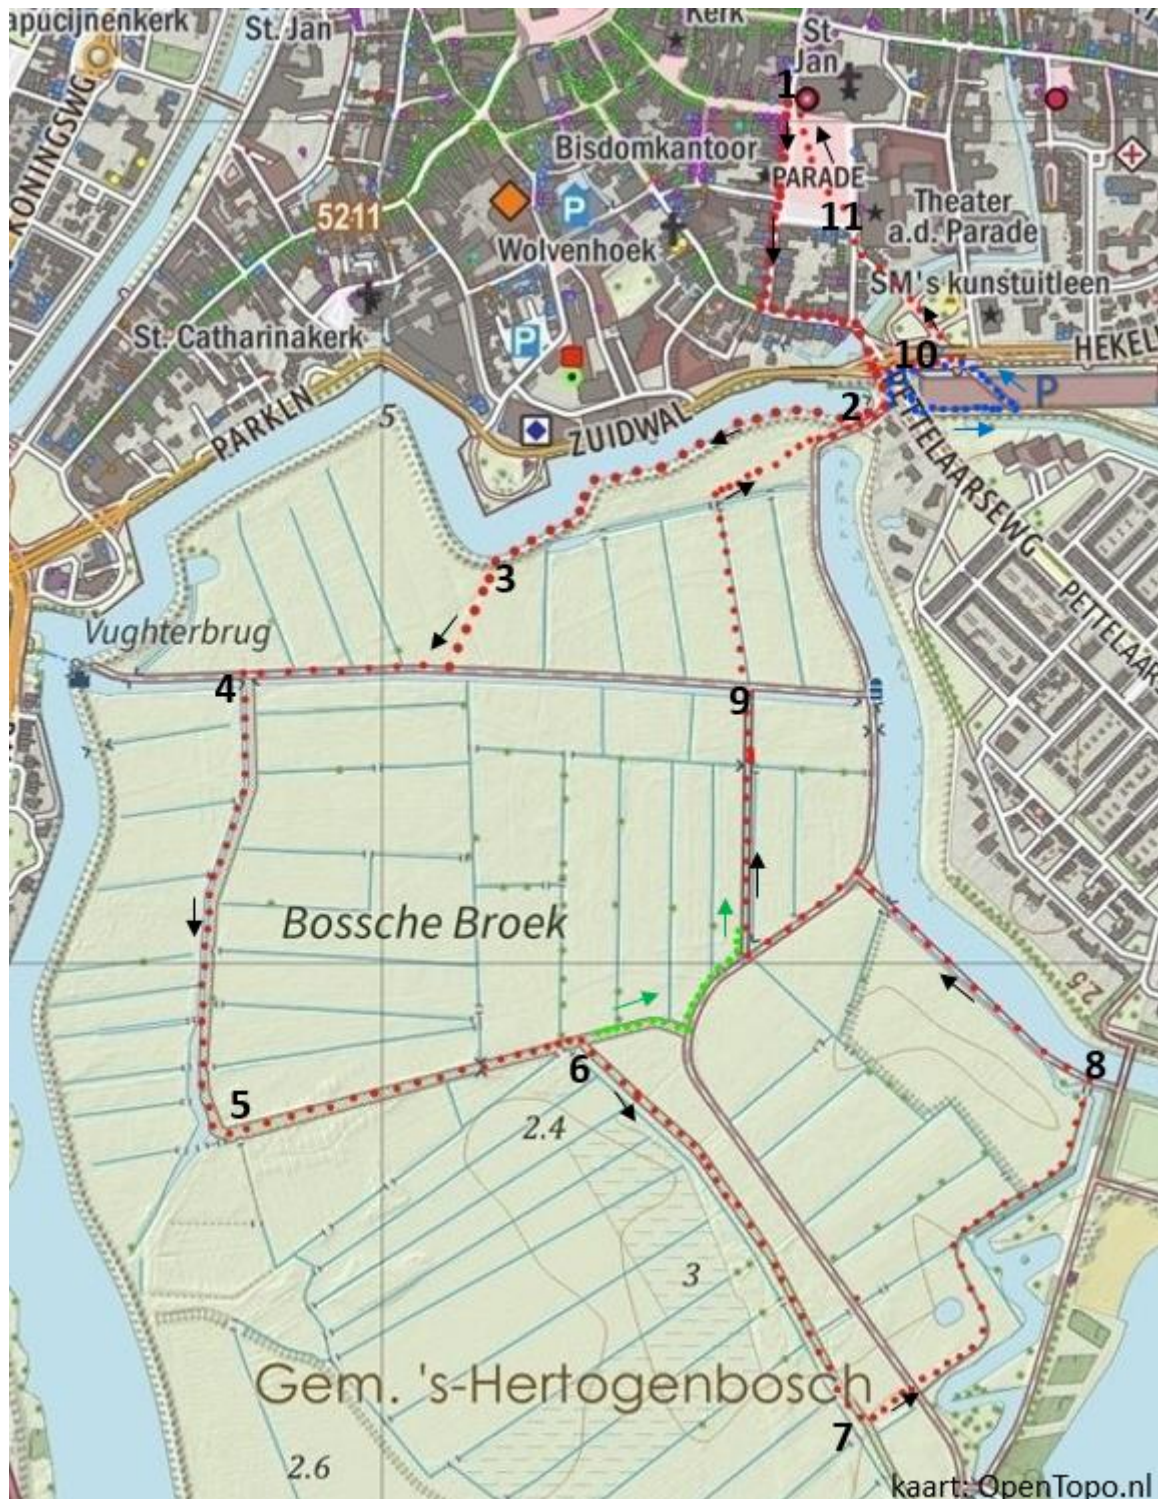 apucijnenkerk
St. Jan
Kerk
St.
Jan
1
KONINGSWG
Bisdomkantoor
PARADE
5211
P
11
Theater
a.d. Parade
Wolvenhoek
SM's kunstuitleen
St. Catharinakerk
P
10
HEKEL
P
PARKLN
5
ZUIDWAL
2
PETTELAARSEWG
3
PETTELAAR
Vughterbrug
4
9
Bossche Broek
2.5
6
8
5
2.4
3
Gem. 's-Hertogenbosch
7
2.6
kaart: OpenTopo.nl